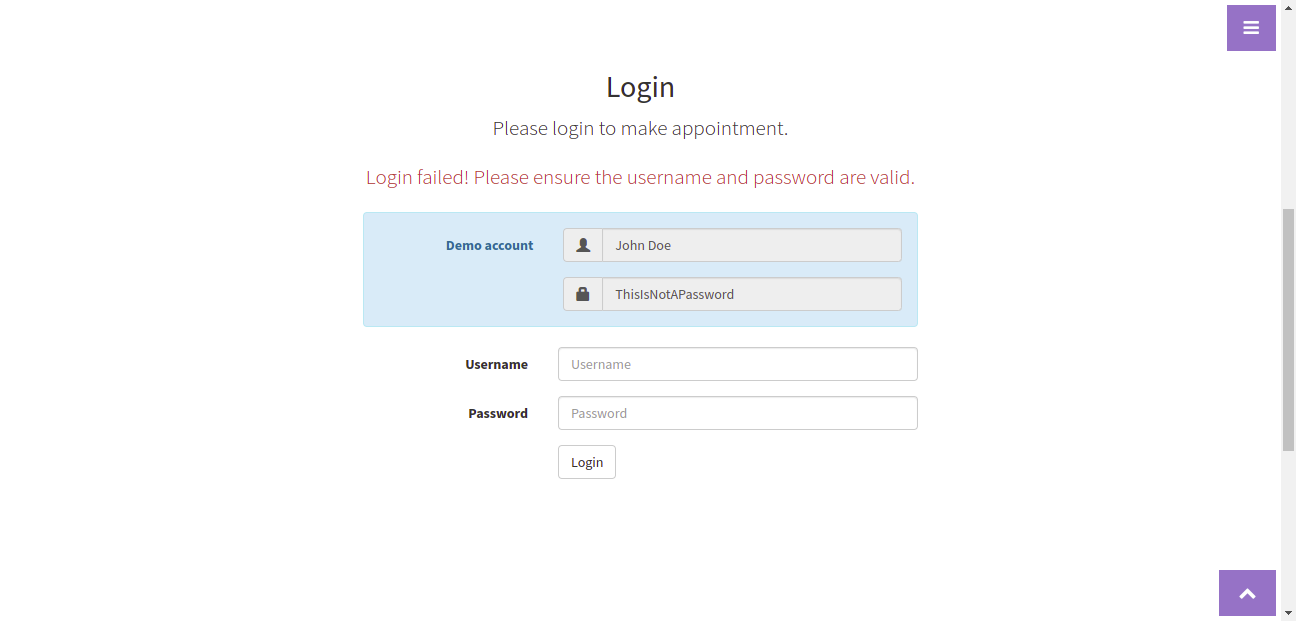 Login
Please login to make appointment.
Login failed! Please ensure the username and password are valid.
Demo account
John Doe
ThisIsNotAPassword
Username
Username
Password
Password
Login